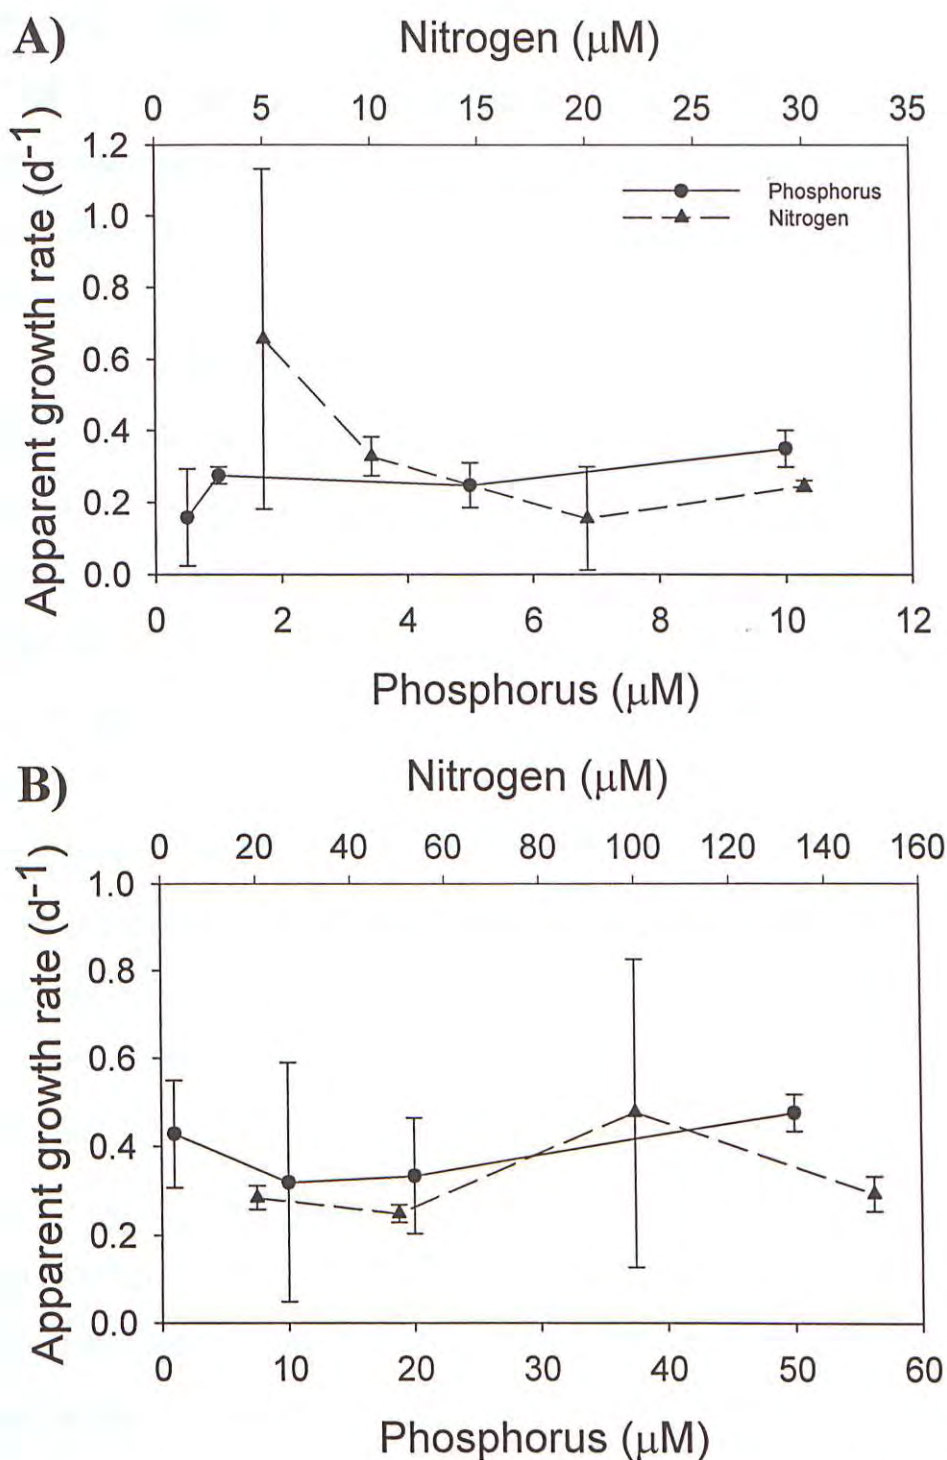 A)
Nitrogen (μM)
0 5 10 15 20 25 30 35
Apparent growth rate (d-1)
1.2
1.0
0.8
0.6
0.4
0.2
0.0
Phosphorus
Nitrogen
0 2 4 6 8 10 12
Phosphorus (μM)
B)
Nitrogen (μM)
0 20 40 60 80 100 120 140 160
Apparent growth rate (d-1)
1.0
0.8
0.6
0.4
0.2
0.0
0 10 20 30 40 50 60
Phosphorus (μM)